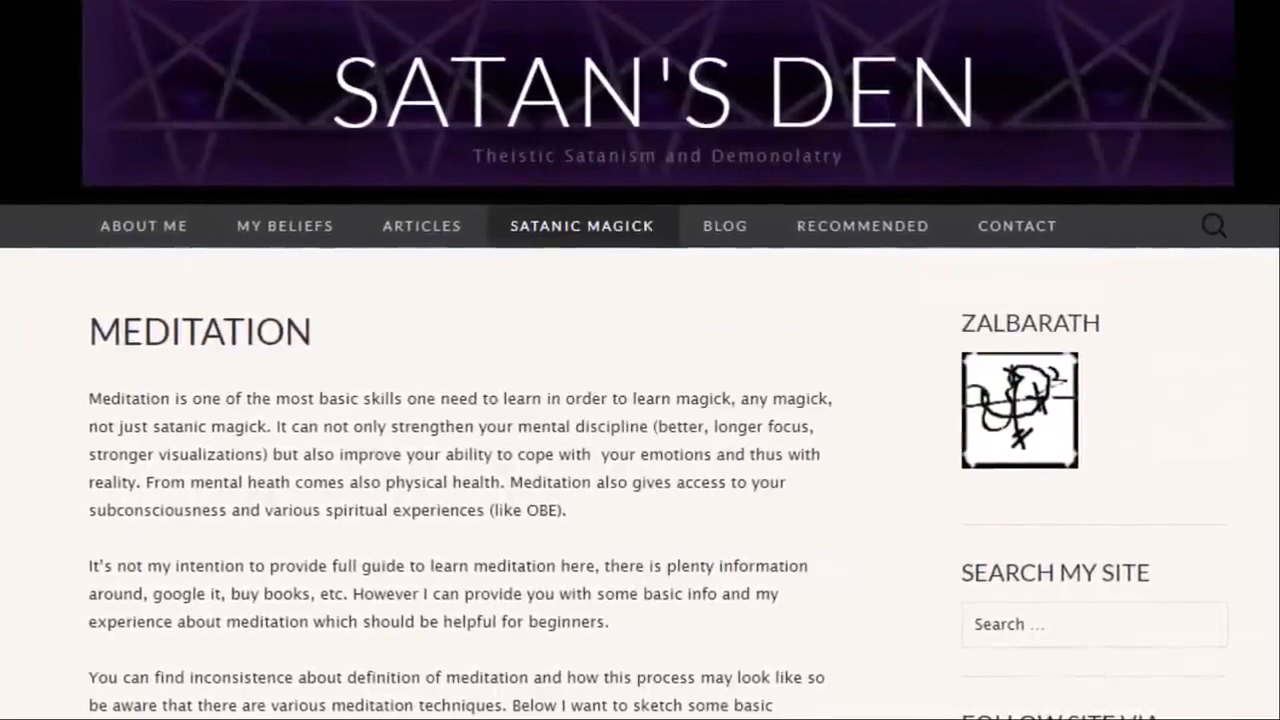 SATAN'S DEN
Theistic Satanism and Demonolatry
ABOUT ME MY BELIEFS ARTICLES SATANIC MAGICK BLOG RECOMMENDED CONTACT
MEDITATION
Meditation is one of the most basic skills one need to learn in order to learn magick, any magick,
not just satanic magick. It can not only strengthen your mental discipline (better, longer focus,
stronger visualizations) but also improve your ability to cope with your emotions and thus with
reality. From mental heath comes also physical health. Meditation also gives access to your
subconsciousness and various spiritual experiences (like OBE).
It's not my intention to provide full guide to learn meditation here, there is plenty information
around, google it, buy books, etc. However I can provide you with some basic info and my
experience about meditation which should be helpful for beginners.
You can find inconsistence about definition of meditation and how this process may look like so
be aware that there are various meditation techniques. Below I want to sketch some basic
ZALBARATH
SEARCH MY SITE
Search ...
FOLLOW SITE VIA